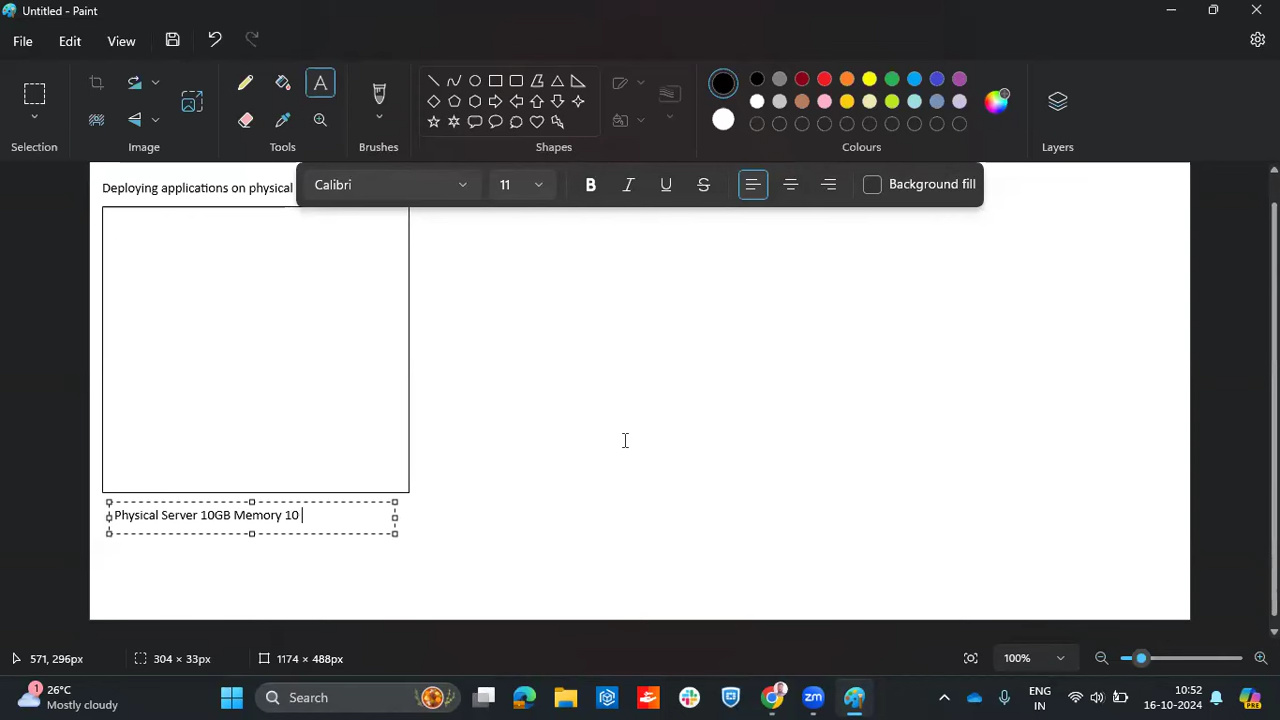 Untitled - Paint
File Edit View
Selection Image Tools Brushes Shapes Colours Layers
Calibri 11 B I U S Background fill
Deploying applications on physical
Physical Server 10GB Memory 10
571, 296px 304 × 33px 1174 × 488px 100%
1 26°C
Mostly cloudy
Search
ENG
IN
10:52
16-10-2024
PRE